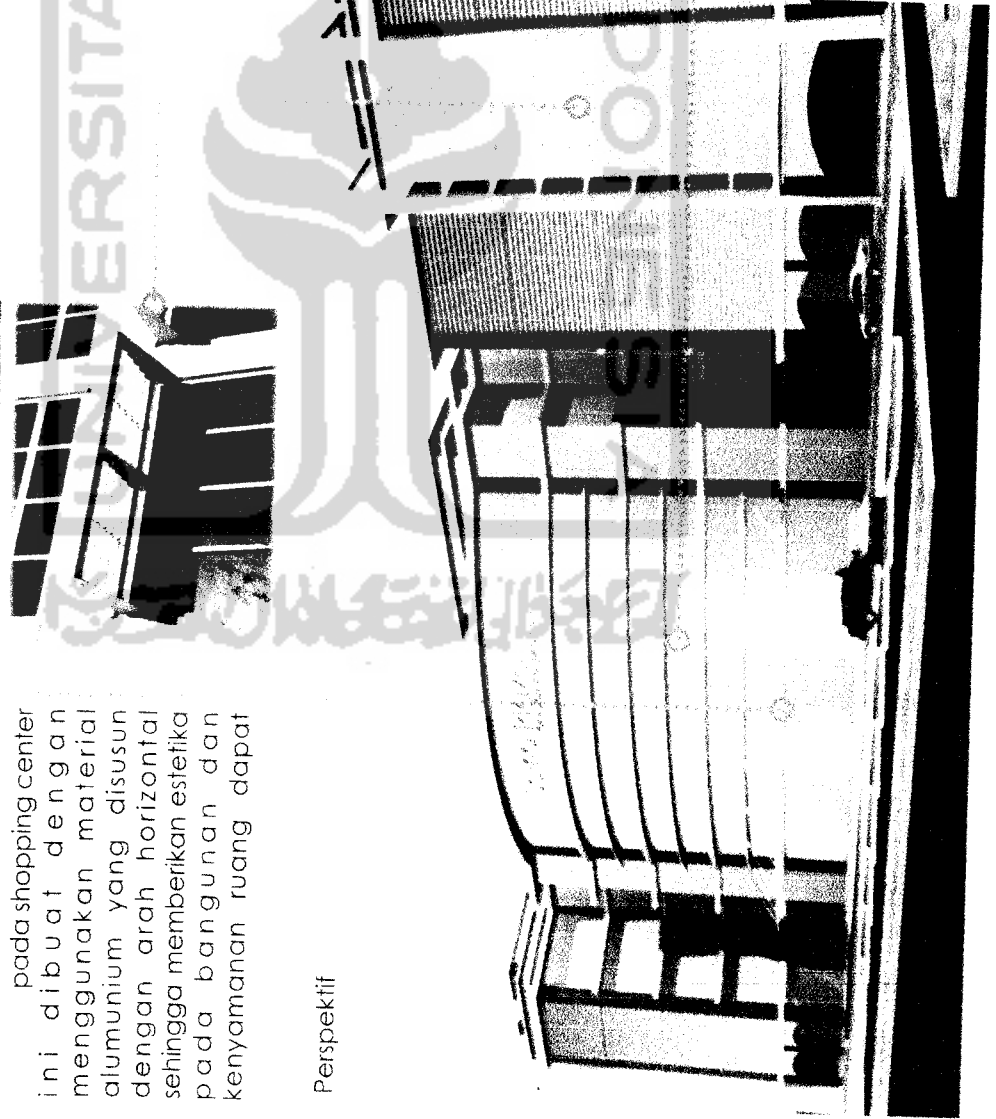 pada shopping center
ini dibuat dengan
menggunakan material
alumunium yang disusun
dengan arah horizontal
sehingga memberikan estetika
pada bangunan dan
kenyamanan ruang dapat
Perspektif
UNIVERSITA